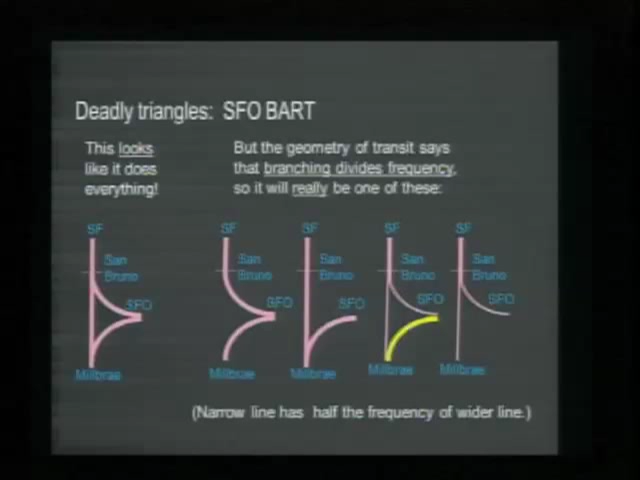 Deadly triangles: SFO BART
This looks
like it does
everything!
But the geometry of transit says
that branching divides frequency,
so it will really be one of these:
SF
San
Bruno
SFO
Millbrae
SF
San
Bruno
SFO
Millbrae
SF
San
Bruno
SFO
Millbrae
SF
San
Bruno
SFO
Millbrae
SF
San
Bruno
SFO
Millbrae
(Narrow line has half the frequency of wider line.)